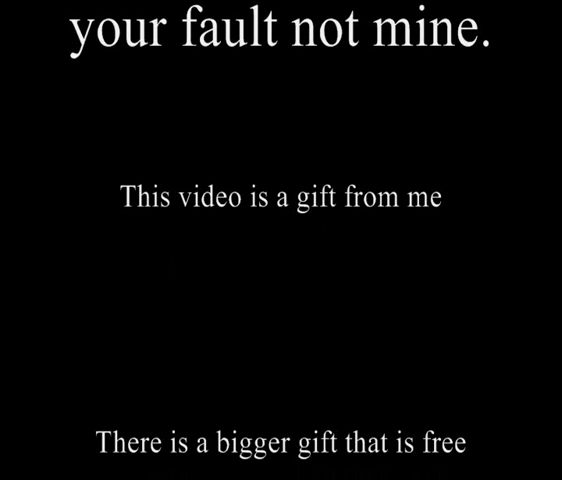 your fault not mine.
This video is a gift from me
There is a bigger gift that is free